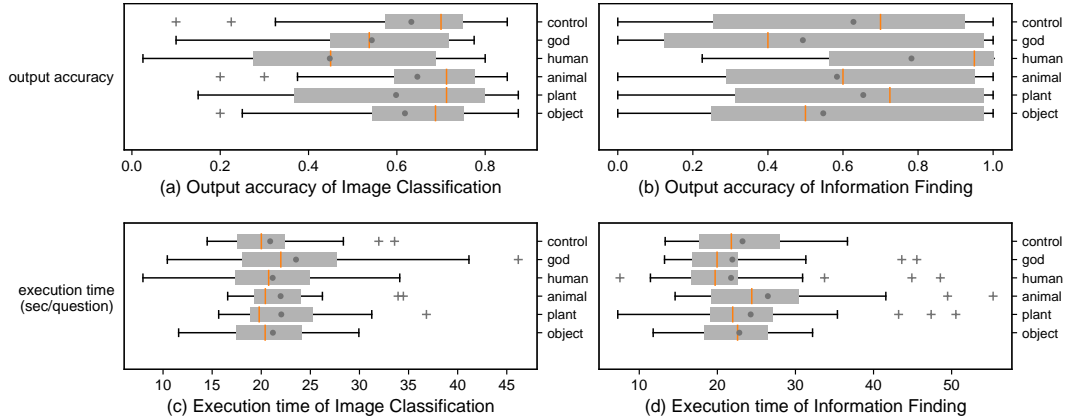 output accuracy
control
god
human
animal
plant
object
0.0 0.2 0.4 0.6 0.8
(a) Output accuracy of Image Classification
control
god
human
animal
plant
object
0.0 0.2 0.4 0.6 0.8 1.0
(b) Output accuracy of Information Finding
execution time
(sec/question)
control
god
human
animal
plant
object
10 15 20 25 30 35 40 45
(c) Execution time of Image Classification
control
god
human
animal
plant
object
10 20 30 40 50
(d) Execution time of Information Finding